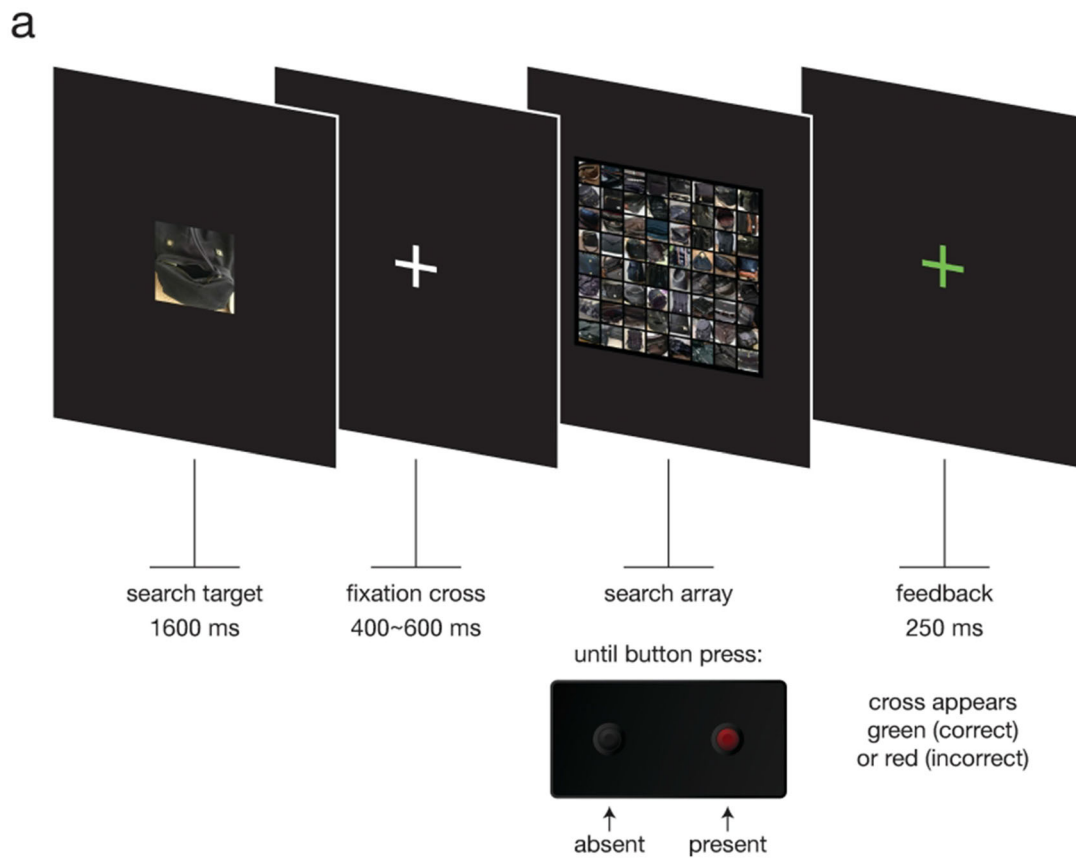 a
search target
1600 ms
fixation cross
400~600 ms
search array
until button press:
absent
present
feedback
250 ms
cross appears
green (correct)
or red (incorrect)